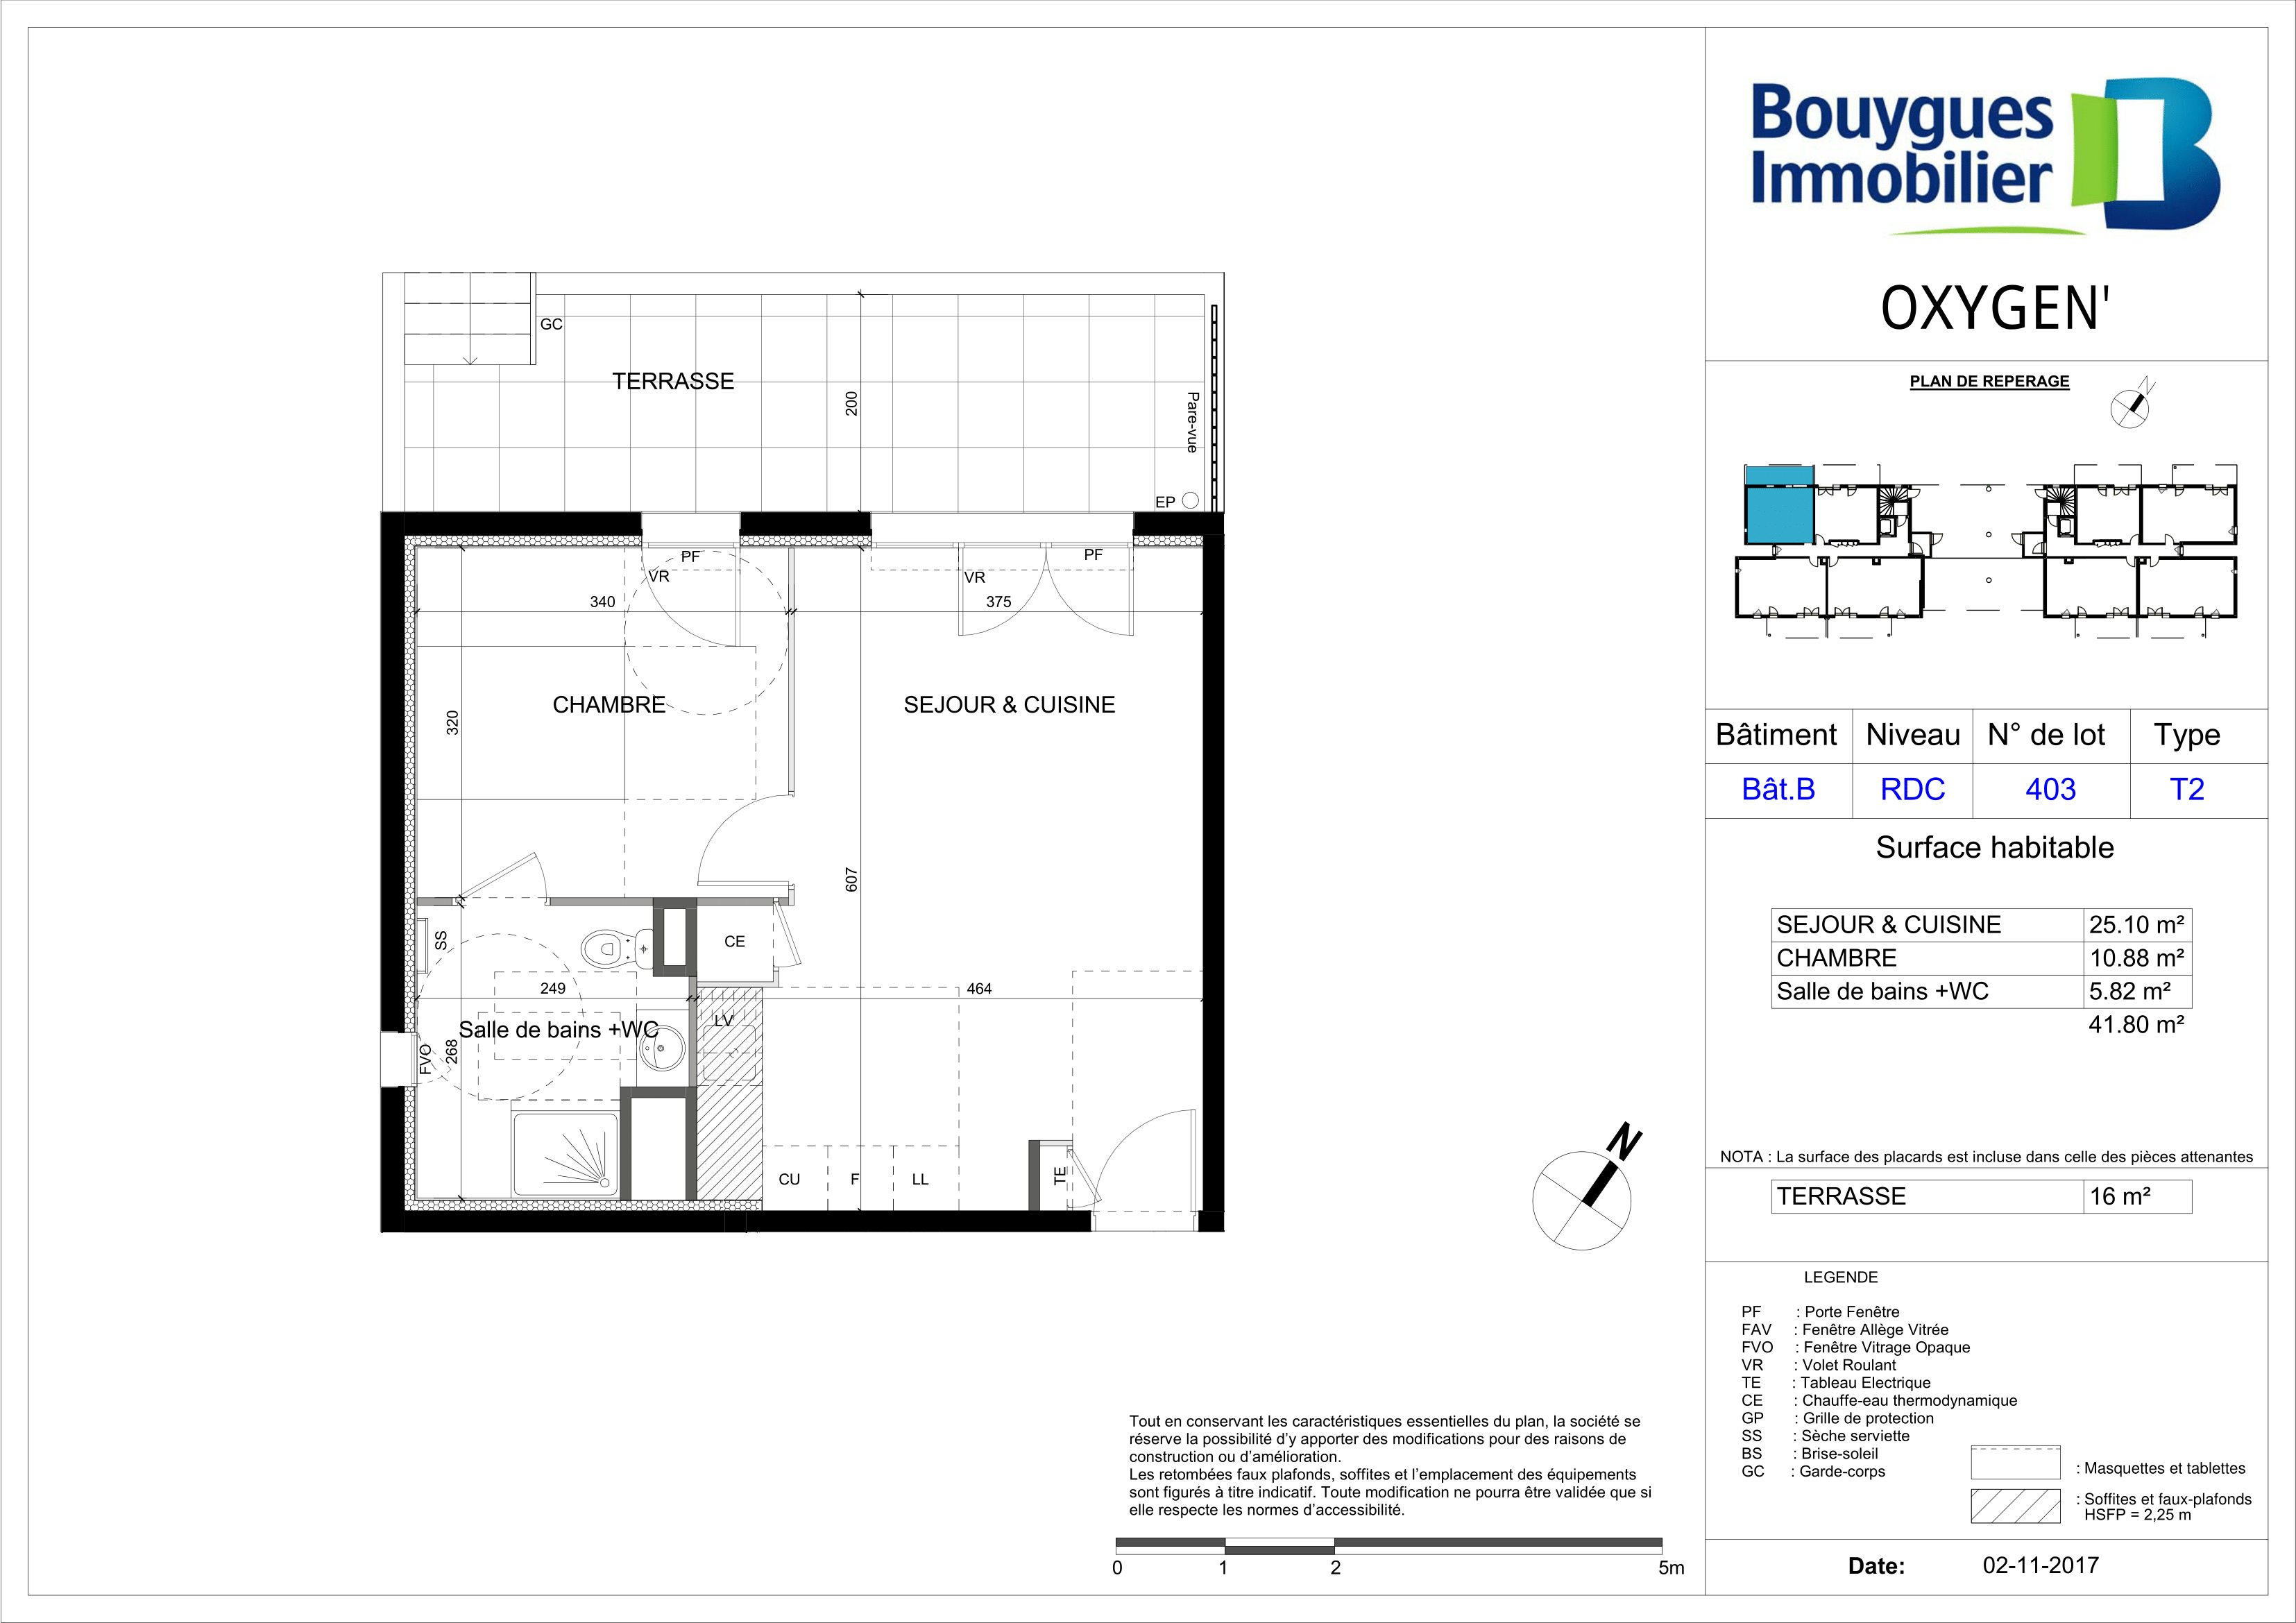 Bouygues
Immobilier
OXYGEN'
PLAN DE REPERAGE
N
Bâtiment Niveau N° de lot Type
Bât.B RDC 403 T2
Surface habitable
SEJOUR & CUISINE 25.10 m²
CHAMBRE 10.88 m²
Salle de bains +WC 5.82 m²
41.80 m²
NOTA : La surface des placards est incluse dans celle des pièces attenantes
TERRASSE 16 m²
LEGENDE
PF : Porte Fenêtre
FAV : Fenêtre Allège Vitrée
FVO : Fenêtre Vitrage Opaque
VR : Volet Roulant
TE : Tableau Electrique
CE : Chauffe-eau thermodynamique
GP : Grille de protection
SS : Sèche serviette
BS : Brise-soleil
GC : Garde-corps
: Masquettes et tablettes
: Soffites et faux-plafonds
HSFP = 2,25 m
Date: 02-11-2017
GC
TERRASSE
200
Pare-vue
EP
PF
VR
PF
VR
340
375
CHAMBRE
SEJOUR & CUISINE
320
607
SS
CE
249
464
LV
Salle de bains +WC
FVO
268
CU
F
LL
TE
N
Tout en conservant les caractéristiques essentielles du plan, la société se
réserve la possibilité d'y apporter des modifications pour des raisons de
construction ou d'amélioration.
Les retombées faux plafonds, soffites et l'emplacement des équipements
sont figurés à titre indicatif. Toute modification ne pourra être validée que si
elle respecte les normes d'accessibilité.
0 1 2 5m